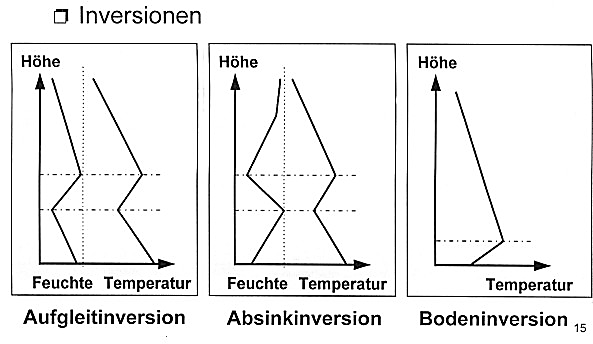 Inversionen
Höhe
Feuchte Temperatur
Aufgleitinversion
Höhe
Feuchte Temperatur
Absinkinversion
Höhe
Temperatur
Bodeninversion
15